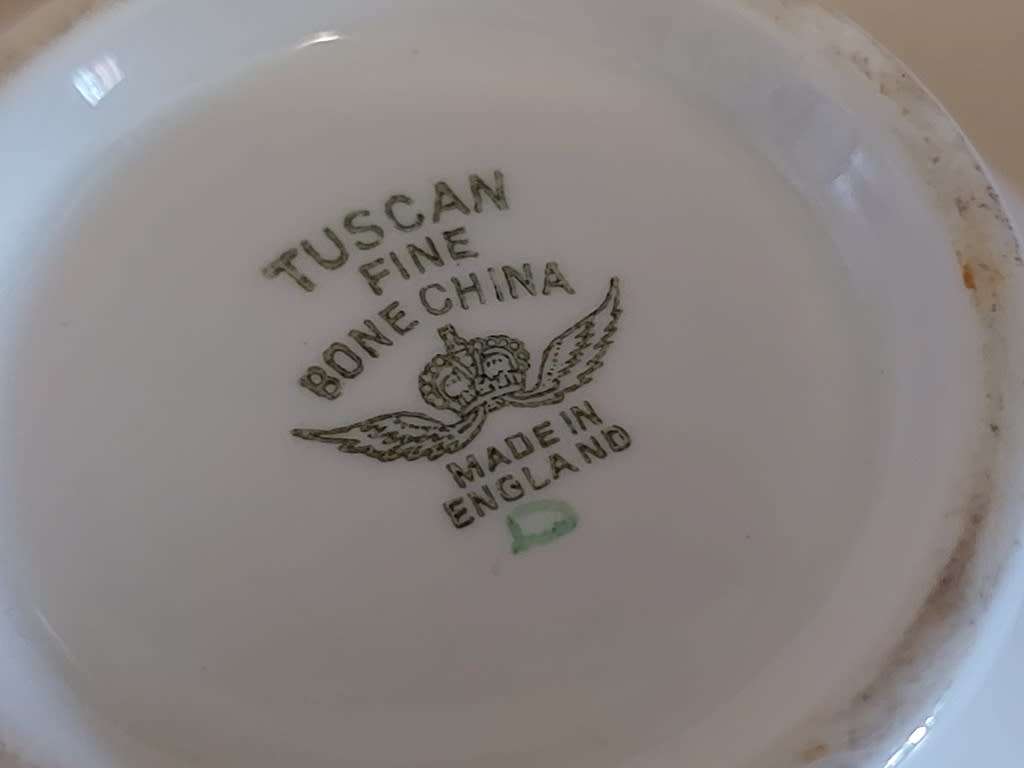 TUSCAN
FINE
BONE CHINA
MADE IN
ENGLAND
D